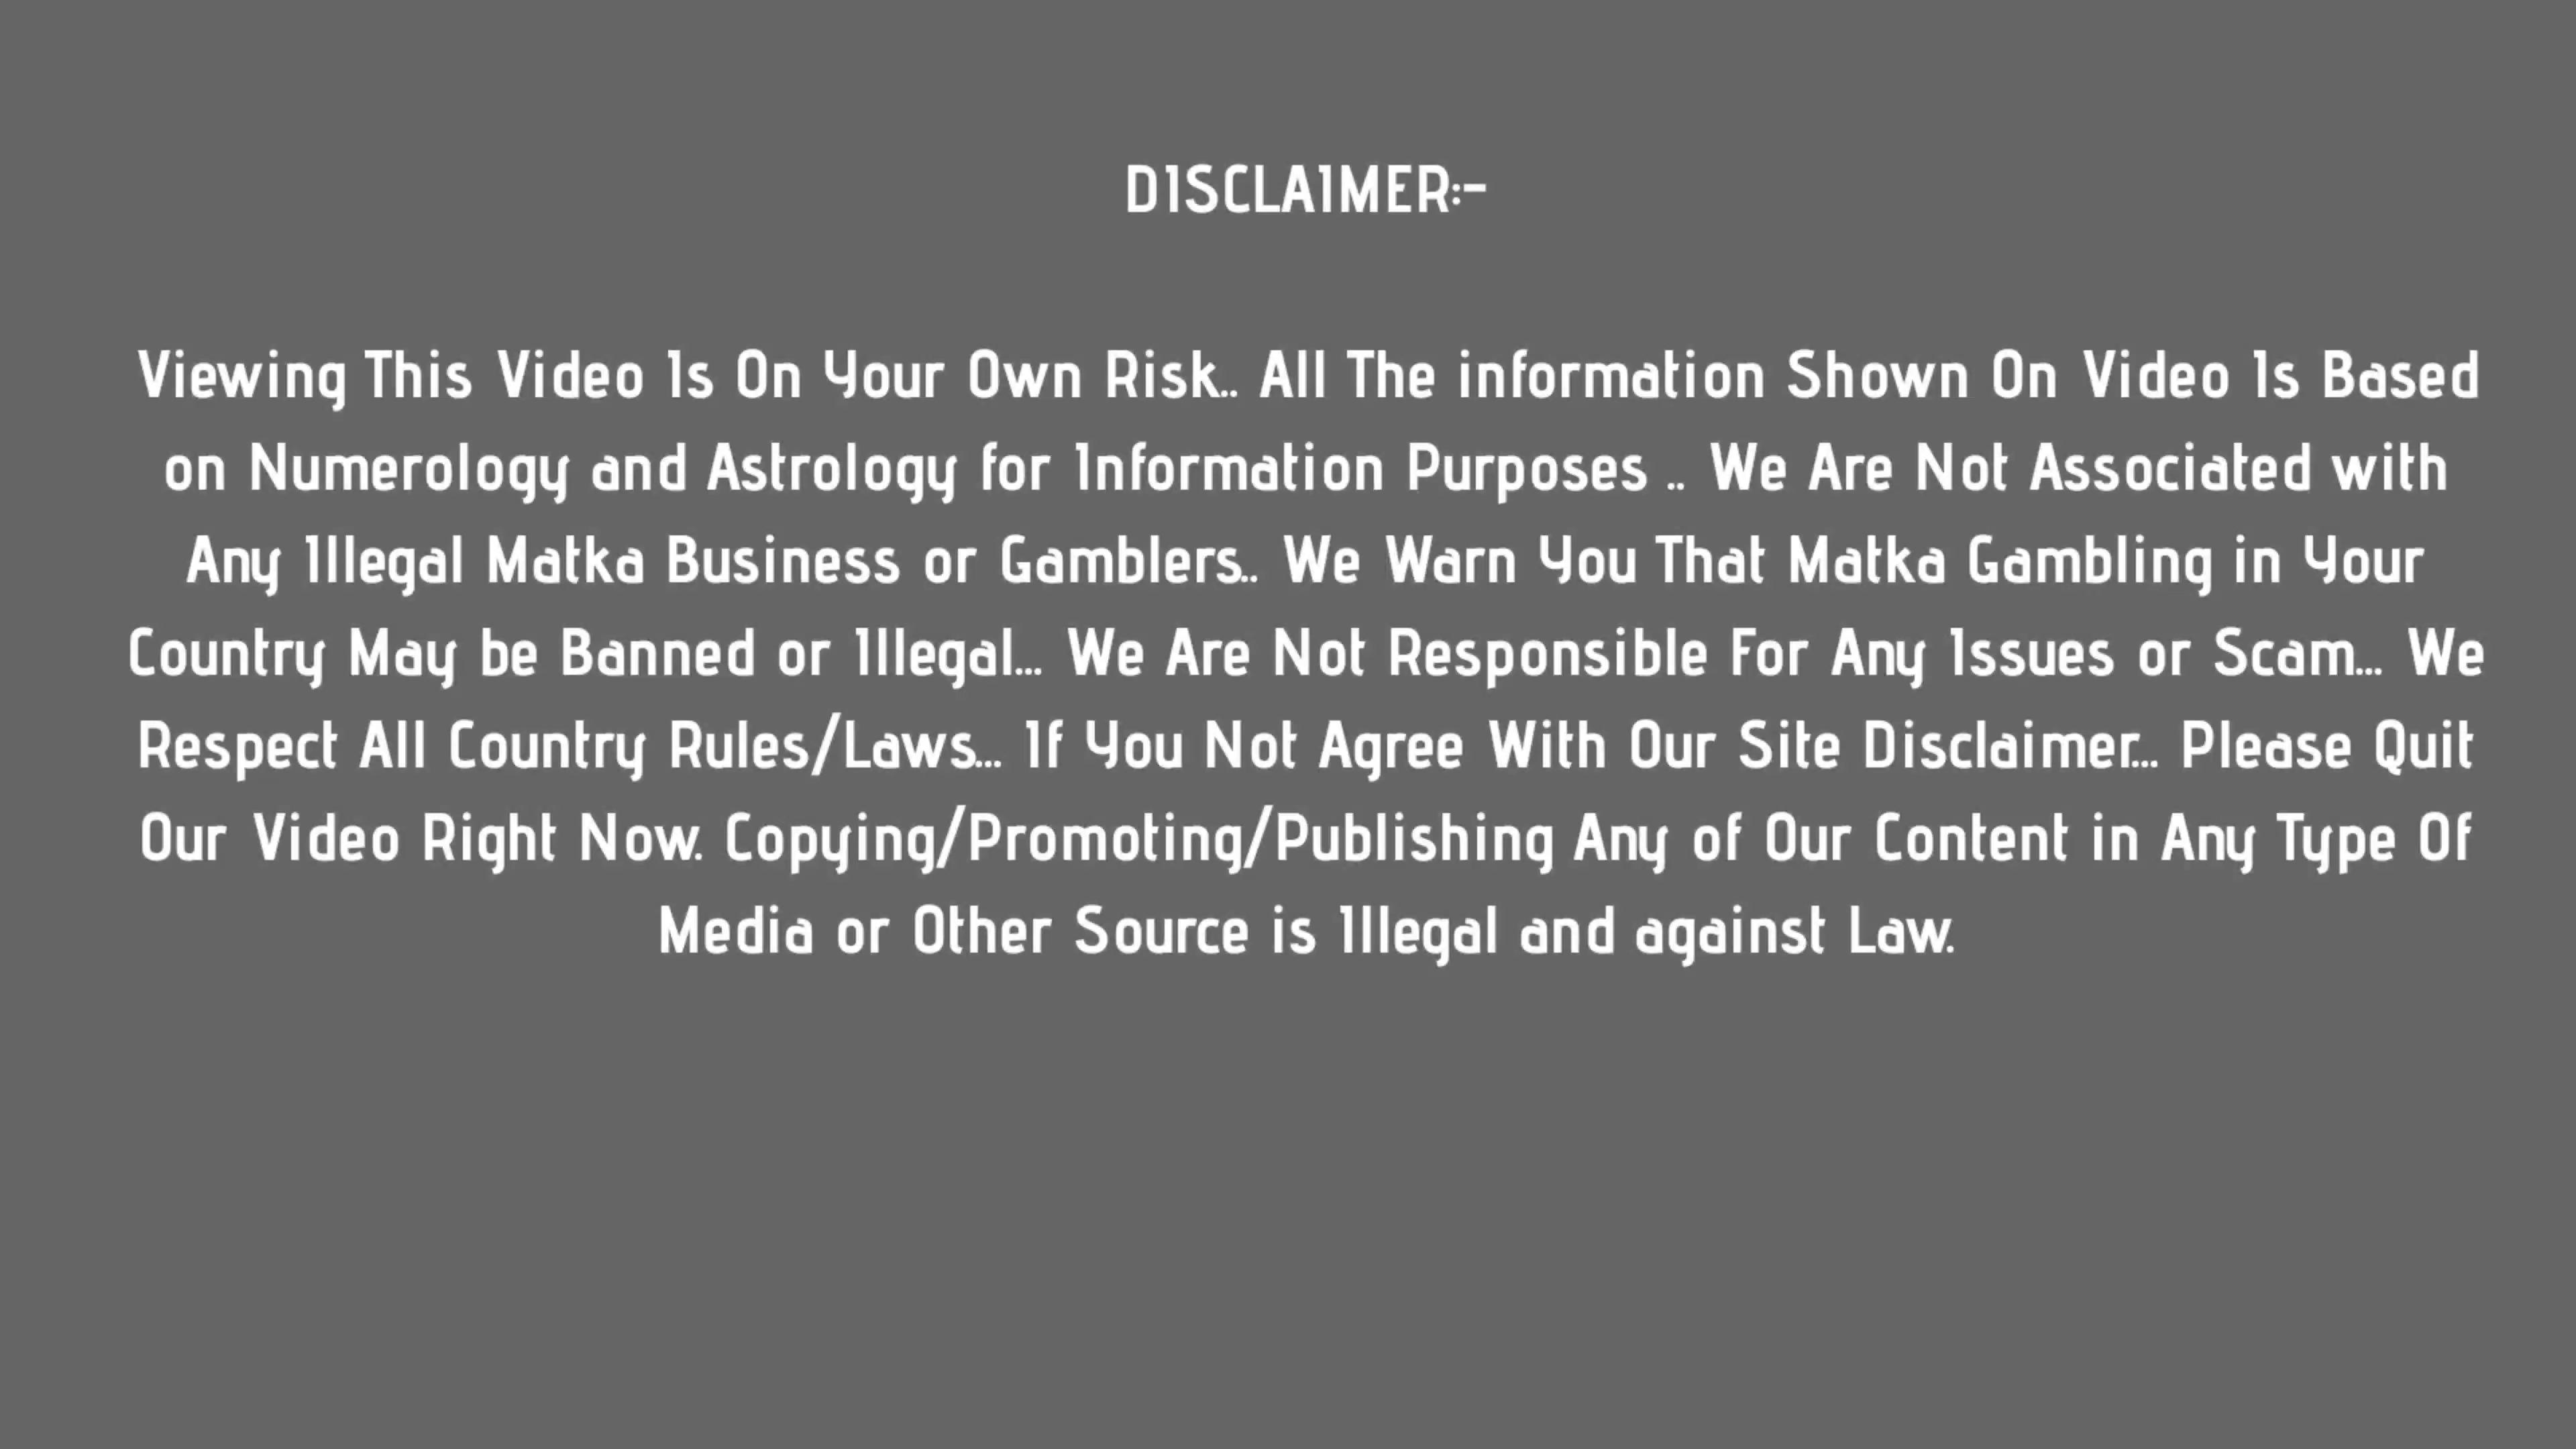 DISCLAIMER:-
Viewing This Video Is On Your Own Risk.. All The information Shown On Video Is Based
on Numerology and Astrology for Information Purposes .. We Are Not Associated with
Any Illegal Matka Business or Gamblers.. We Warn You That Matka Gambling in Your
Country May be Banned or Illegal... We Are Not Responsible For Any Issues or Scam... We
Respect All Country Rules/Laws... If You Not Agree With Our Site Disclaimer... Please Quit
Our Video Right Now. Copying/Promoting/Publishing Any of Our Content in Any Type Of
Media or Other Source is Illegal and against Law.